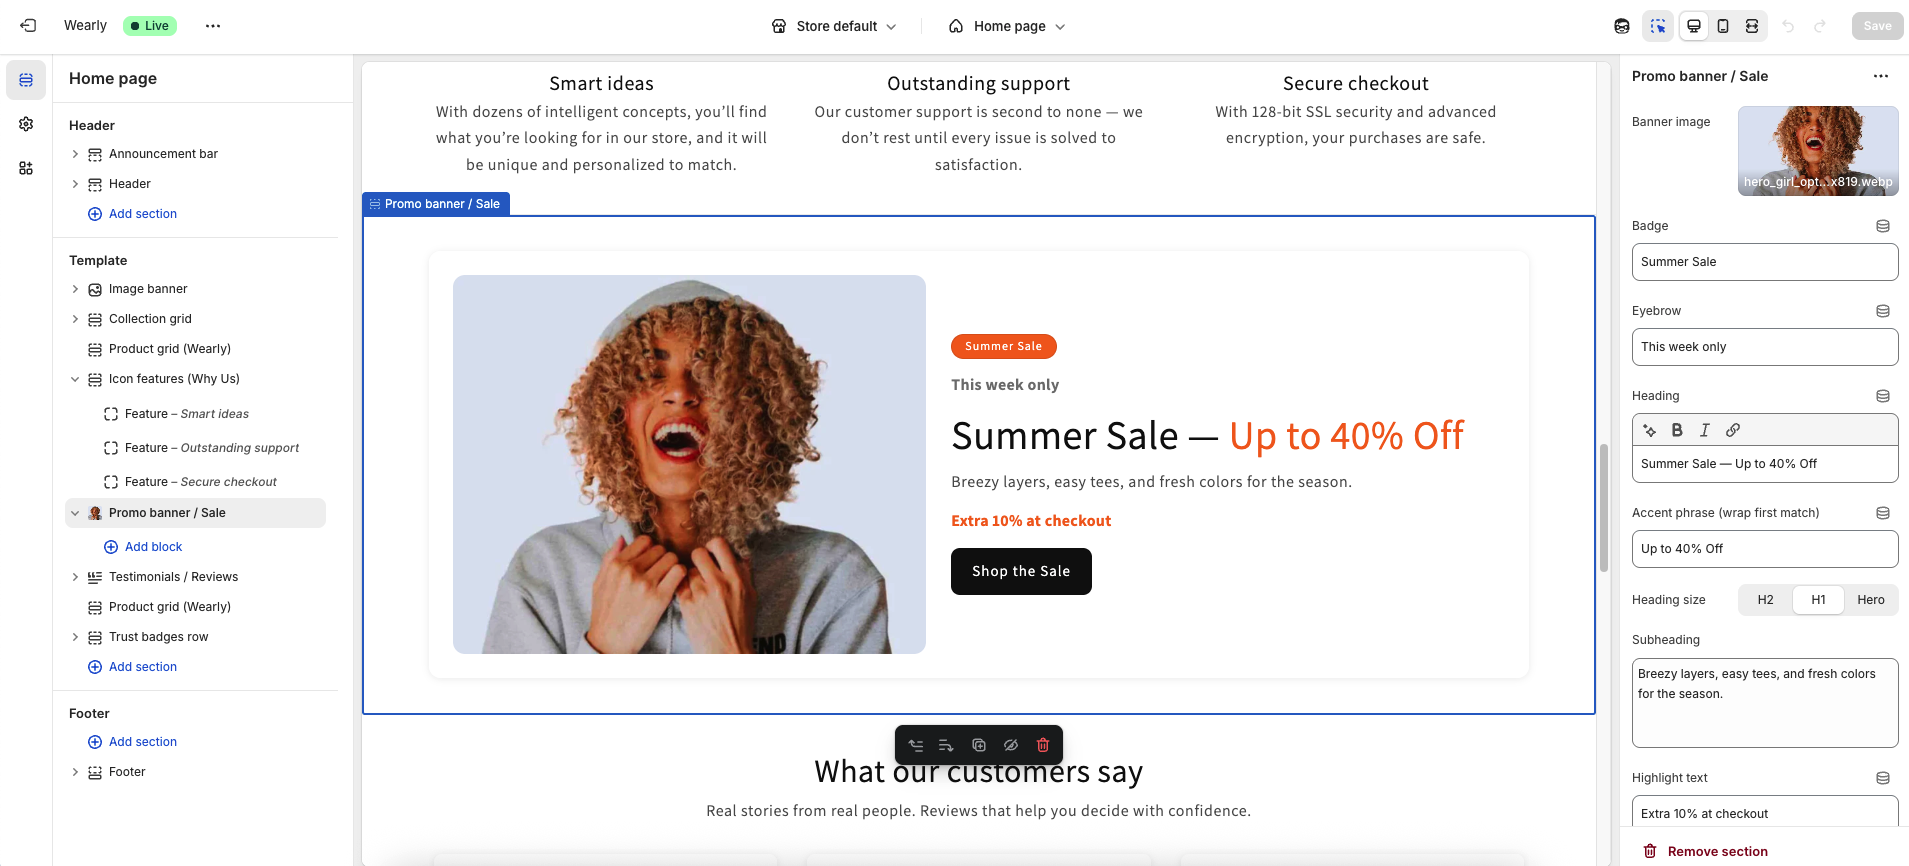 Wearly
Live
Store default
Home page
Save
Home page
Header
Announcement bar
Header
Add section
Template
Image banner
Collection grid
Product grid (Wearly)
Icon features (Why Us)
Feature – Smart ideas
Feature – Outstanding support
Feature – Secure checkout
Promo banner / Sale
Add block
Testimonials / Reviews
Product grid (Wearly)
Trust badges row
Add section
Footer
Add section
Footer
Smart ideas
With dozens of intelligent concepts, you’ll find
what you’re looking for in our store, and it will
be unique and personalized to match.
Outstanding support
Our customer support is second to none — we
don’t rest until every issue is solved to
satisfaction.
Secure checkout
With 128-bit SSL security and advanced
encryption, your purchases are safe.
Promo banner / Sale
Summer Sale
This week only
Summer Sale — Up to 40% Off
Breezy layers, easy tees, and fresh colors for the season.
Extra 10% at checkout
Shop the Sale
What our customers say
Real stories from real people. Reviews that help you decide with confidence.
Promo banner / Sale
Banner image
hero_girl_opt...x819.webp
Badge
Summer Sale
Eyebrow
This week only
Heading
B I
Summer Sale — Up to 40% Off
Accent phrase (wrap first match)
Up to 40% Off
Heading size
H2 H1 Hero
Subheading
Breezy layers, easy tees, and fresh colors
for the season.
Highlight text
Extra 10% at checkout
Remove section